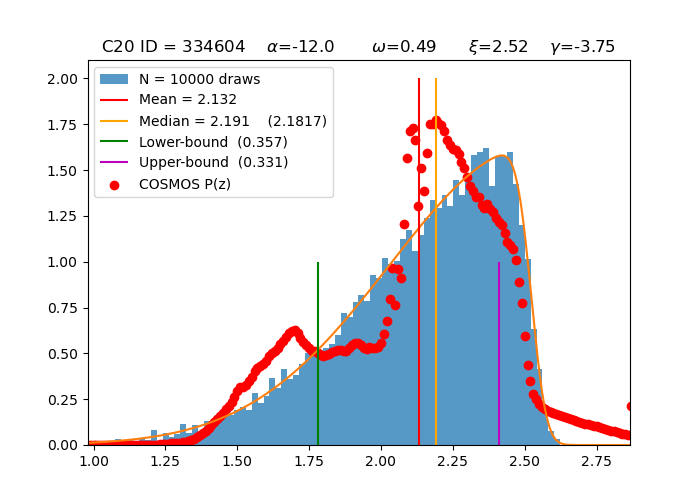 C20 ID = 334604 α=-12.0 ω=0.49 ξ=2.52 γ=-3.75
N = 10000 draws
Mean = 2.132
Median = 2.191 (2.1817)
Lower-bound (0.357)
Upper-bound (0.331)
COSMOS P(z)
2.00
1.75
1.50
1.25
1.00
0.75
0.50
0.25
0.00
1.00 1.25 1.50 1.75 2.00 2.25 2.50 2.75